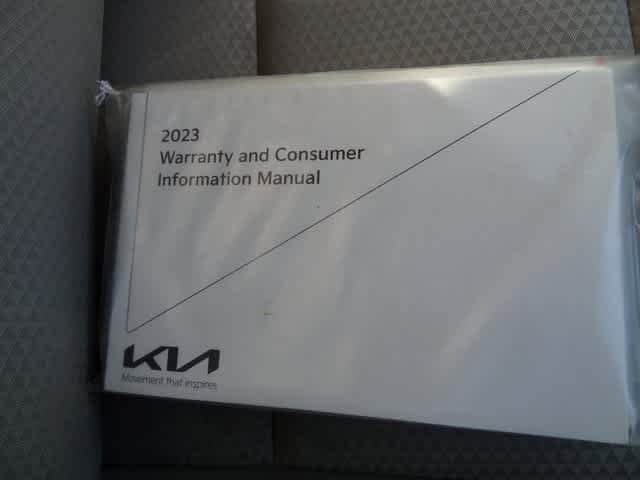 2023
Warranty and Consumer
Information Manual
KIA
Movement that inspires